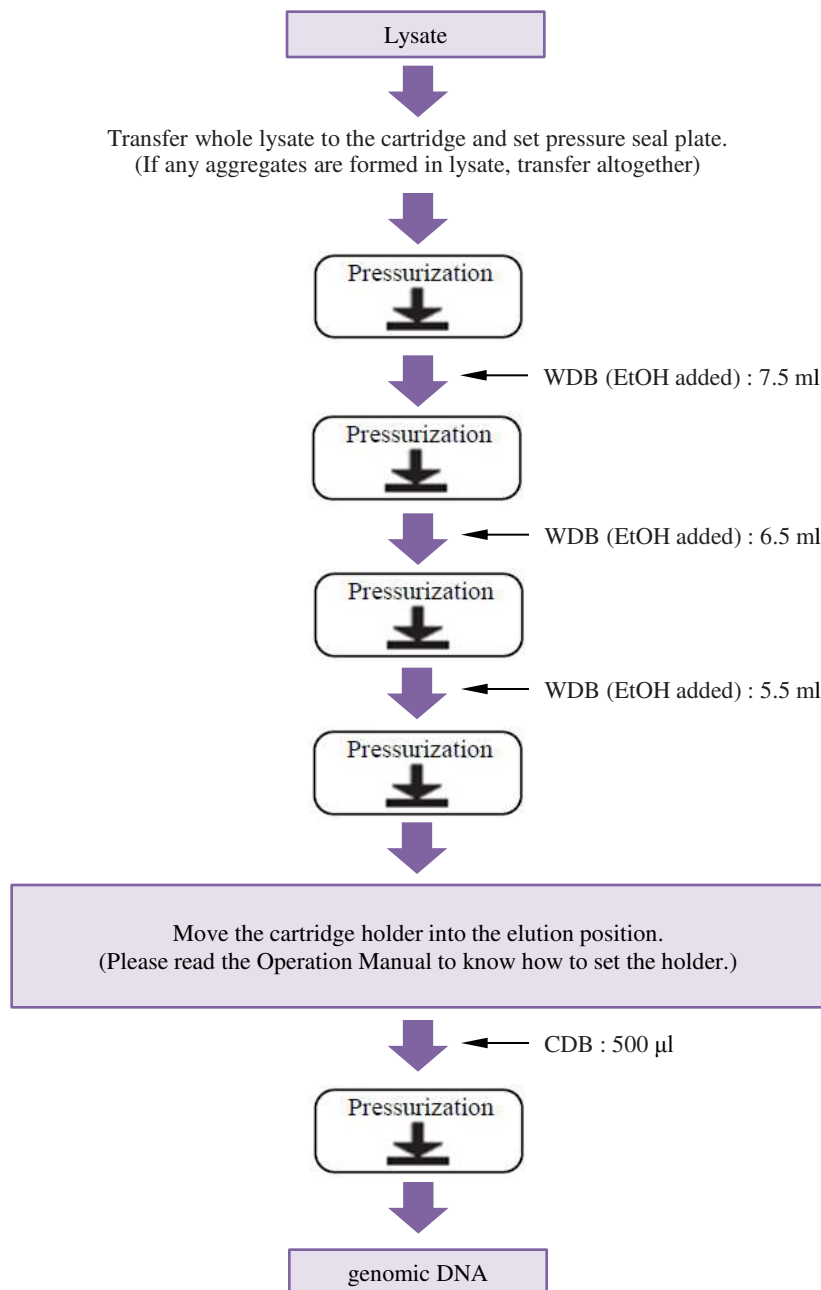 Lysate
Transfer whole lysate to the cartridge and set pressure seal plate.
(If any aggregates are formed in lysate, transfer altogether)
Pressurization
WDB (EtOH added) : 7.5 ml
Pressurization
WDB (EtOH added) : 6.5 ml
Pressurization
WDB (EtOH added) : 5.5 ml
Pressurization
Move the cartridge holder into the elution position.
(Please read the Operation Manual to know how to set the holder.)
CDB : 500 μl
Pressurization
genomic DNA